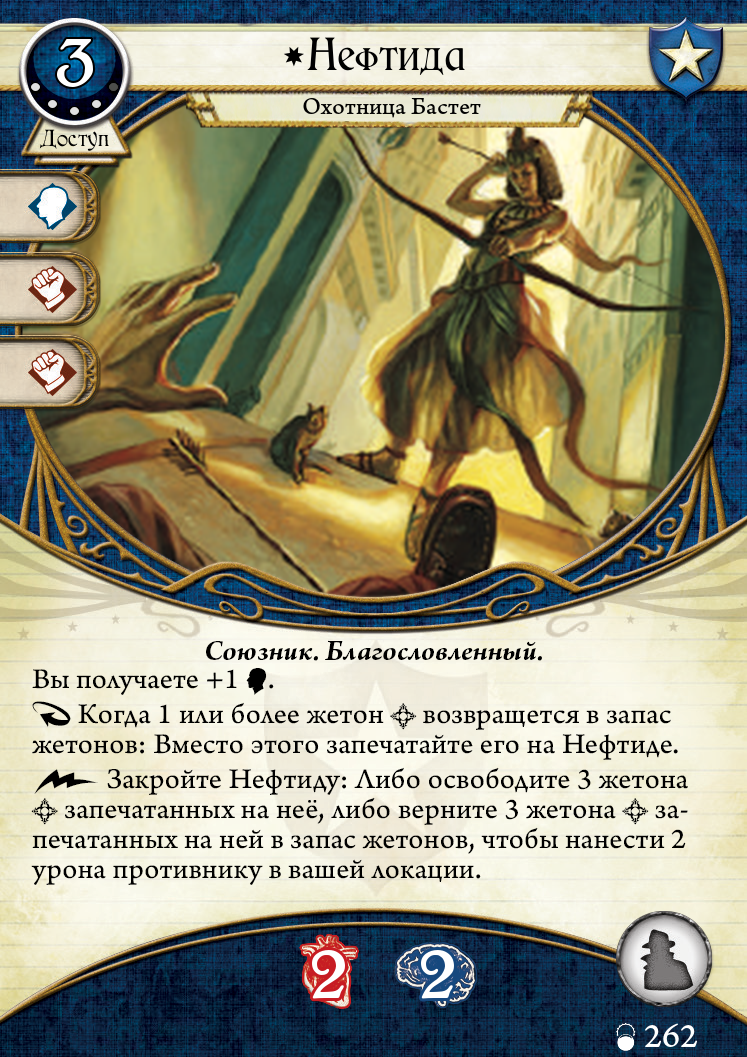 3
Нефтида
Охотница Бастет
Доступ
Союзник. Благословленный.
Вы получаете +1 .
Когда 1 или более жетон возвращется в запас
жетонов: Вместо этого запечатайте его на Нефтиде.
Закройте Нефтиду: Либо освободите 3 жетона
запечатанных на неё, либо верните 3 жетона за-
печатанных на ней в запас жетонов, чтобы нанести 2
урона противнику в вашей локации.
2 2
262